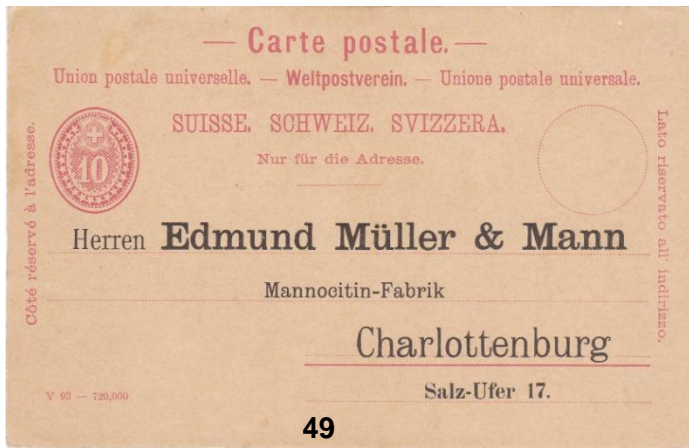 — Carte postale. —
Union postale universelle. — Weltpostverein. — Unione postale universale.
SUISSE. SCHWEIZ. SVIZZERA.
Nur für die Adresse.
10
Côté réservé à l'adresse.
Lato riservato all' indirizzo.
Herren Edmund Müller & Mann
Mannocitin-Fabrik
Charlottenburg
Salz-Ufer 17.
V 93 — 720,000
49